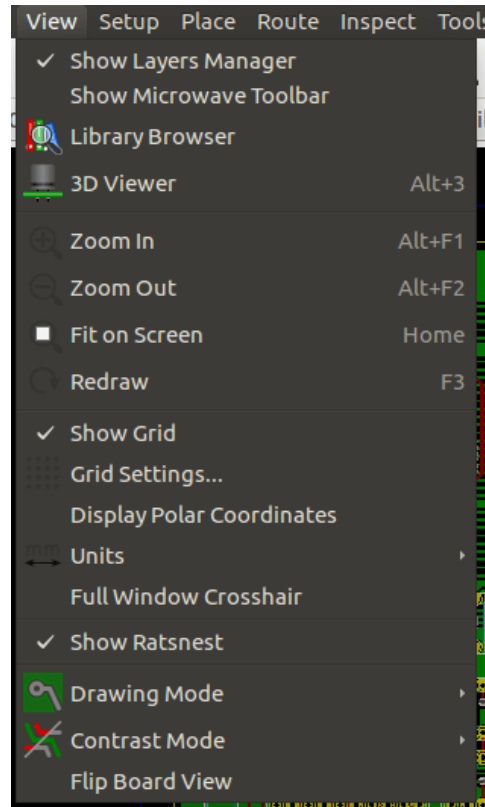 View Setup Place Route Inspect Tools
Show Layers Manager
Show Microwave Toolbar
Library Browser
3D Viewer Alt+3
Zoom In Alt+F1
Zoom Out Alt+F2
Fit on Screen Home
Redraw F3
Show Grid
Grid Settings...
Display Polar Coordinates
mm Units
Full Window Crosshair
Show Ratsnest
Drawing Mode
Contrast Mode
Flip Board View